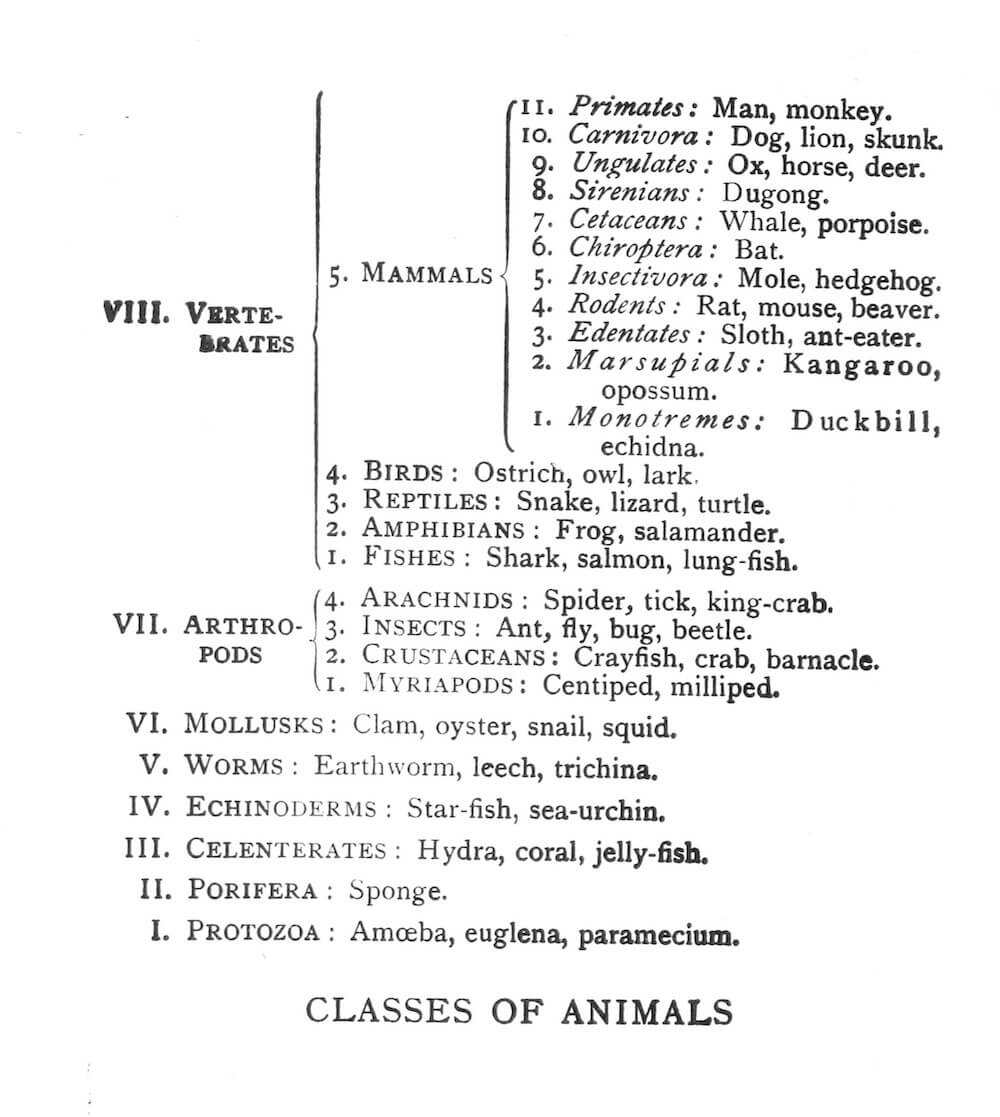 11. Primates: Man, monkey.
10. Carnivora: Dog, lion, skunk.
9. Ungulates: Ox, horse, deer.
8. Sirenians: Dugong.
7. Cetaceans: Whale, porpoise.
6. Chiroptera: Bat.
5. MAMMALS
5. Insectivora: Mole, hedgehog.
4. Rodents: Rat, mouse, beaver.
3. Edentates: Sloth, ant-eater.
2. Marsupials: Kangaroo,
opossum.
1. Monotremes: Duckbill,
echidna.
VIII. VERTE-
BRATES
4. BIRDS: Ostrich, owl, lark.
3. REPTILES: Snake, lizard, turtle.
2. AMPHIBIANS: Frog, salamander.
1. FISHES: Shark, salmon, lung-fish.
VII. ARTHRO-
PODS
4. ARACHNIDS: Spider, tick, king-crab.
3. INSECTS: Ant, fly, bug, beetle.
2. CRUSTACEANS: Crayfish, crab, barnacle.
1. MYRIAPODS: Centiped, milliped.
VI. MOLLUSKS: Clam, oyster, snail, squid.
V. WORMS: Earthworm, leech, trichina.
IV. ECHINODERMS: Star-fish, sea-urchin.
III. CELENTERATES: Hydra, coral, jelly-fish.
II. PORIFERA: Sponge.
I. PROTOZOA: Amœba, euglena, paramecium.
CLASSES OF ANIMALS